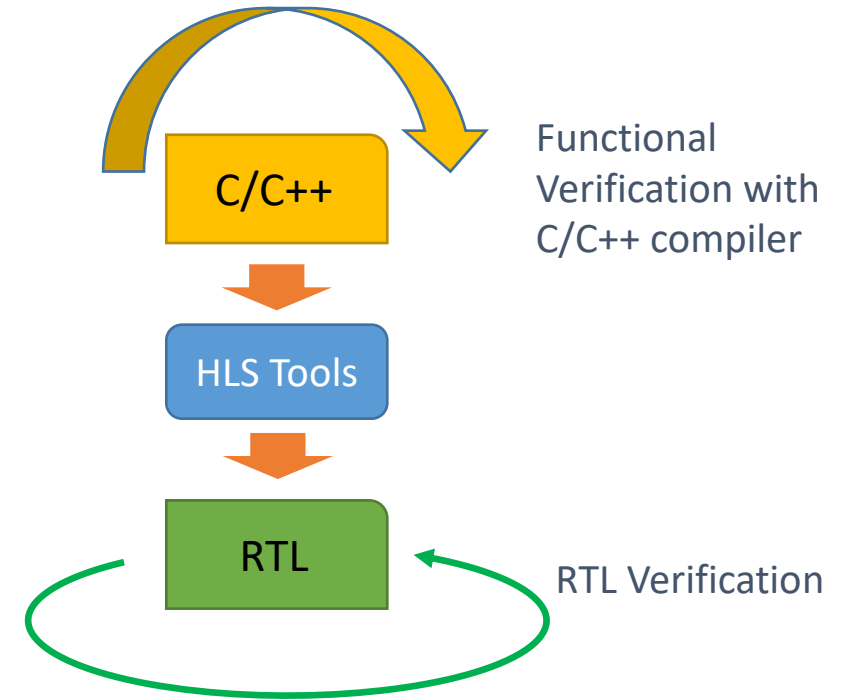 C/C++
Functional
Verification with
C/C++ compiler
HLS Tools
RTL
RTL Verification